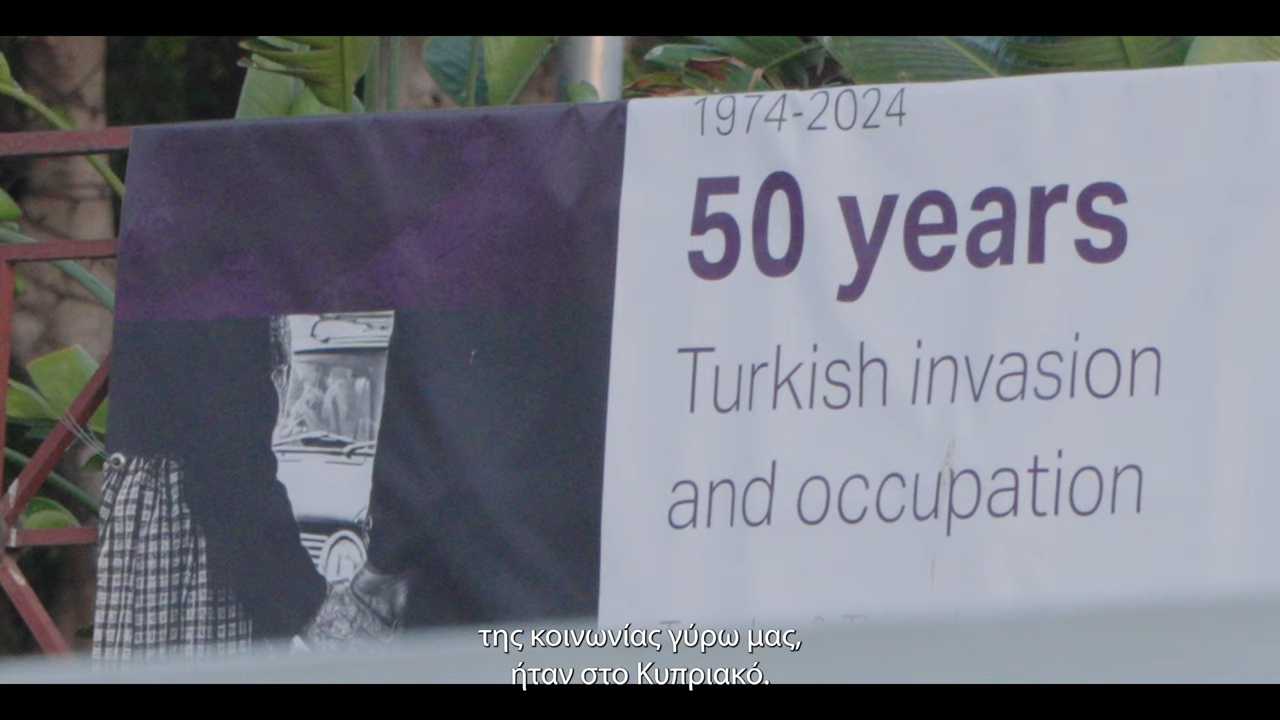 1974-2024
50 years
Turkish invasion
and occupation
της κοινωνίας γύρω μας,
ήταν στο Κυπριακό.